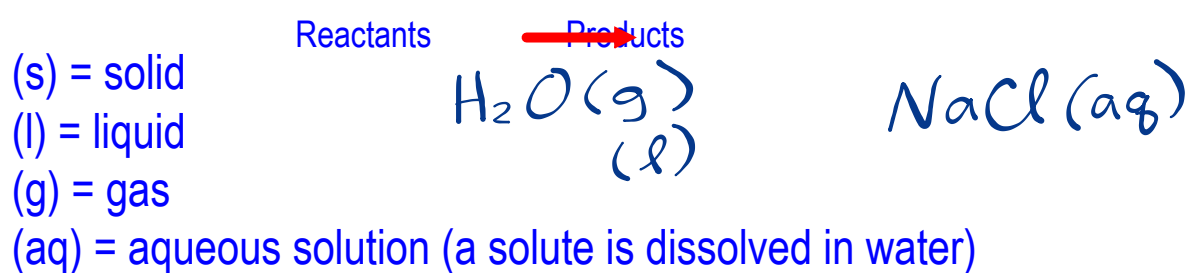 Reactants Products
(s) = solid
H₂O(g) NaCl(aq)
(l) = liquid
(l)
(g) = gas
(aq) = aqueous solution (a solute is dissolved in water)